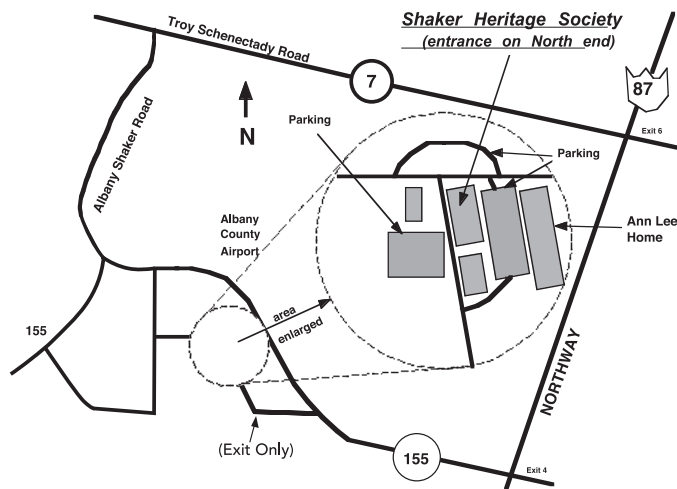 Shaker Heritage Society
(entrance on North end)
Troy Schenectady Road
7
87
Exit 6
N
Parking
Parking
Albany Shaker Road
Albany
County
Airport
Ann Lee
Home
area
enlarged
155
NORTHWAY
(Exit Only)
155
Exit 4